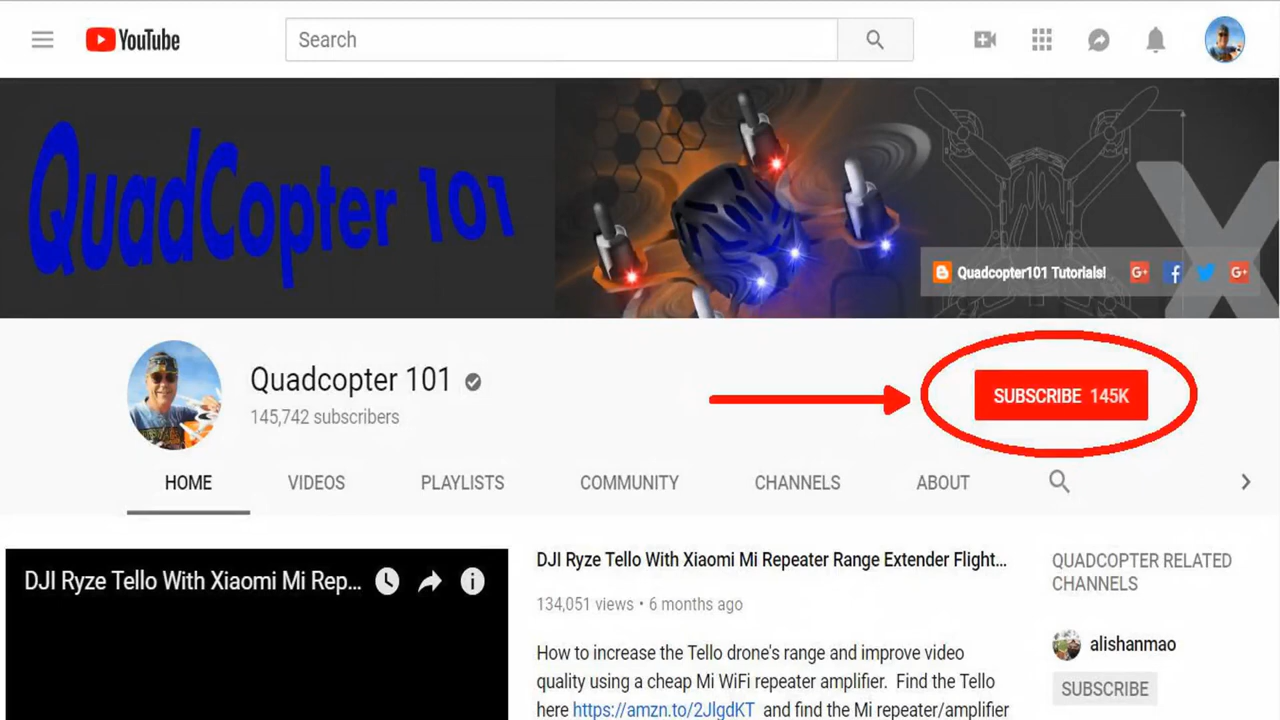 YouTube
Search
QuadCopter 101
X
Quadcopter101 Tutorials!
G+
G+
Quadcopter 101
145,742 subscribers
SUBSCRIBE 145K
HOME VIDEOS PLAYLISTS COMMUNITY CHANNELS ABOUT
DJI Ryze Tello With Xiaomi Mi Rep...
DJI Ryze Tello With Xiaomi Mi Repeater Range Extender Flight...
134,051 views • 6 months ago
How to increase the Tello drone's range and improve video
quality using a cheap Mi WiFi repeater amplifier. Find the Tello
here https://amzn.to/2JlgdKT and find the Mi repeater/amplifier
QUADCOPTER RELATED
CHANNELS
alishanmao
SUBSCRIBE